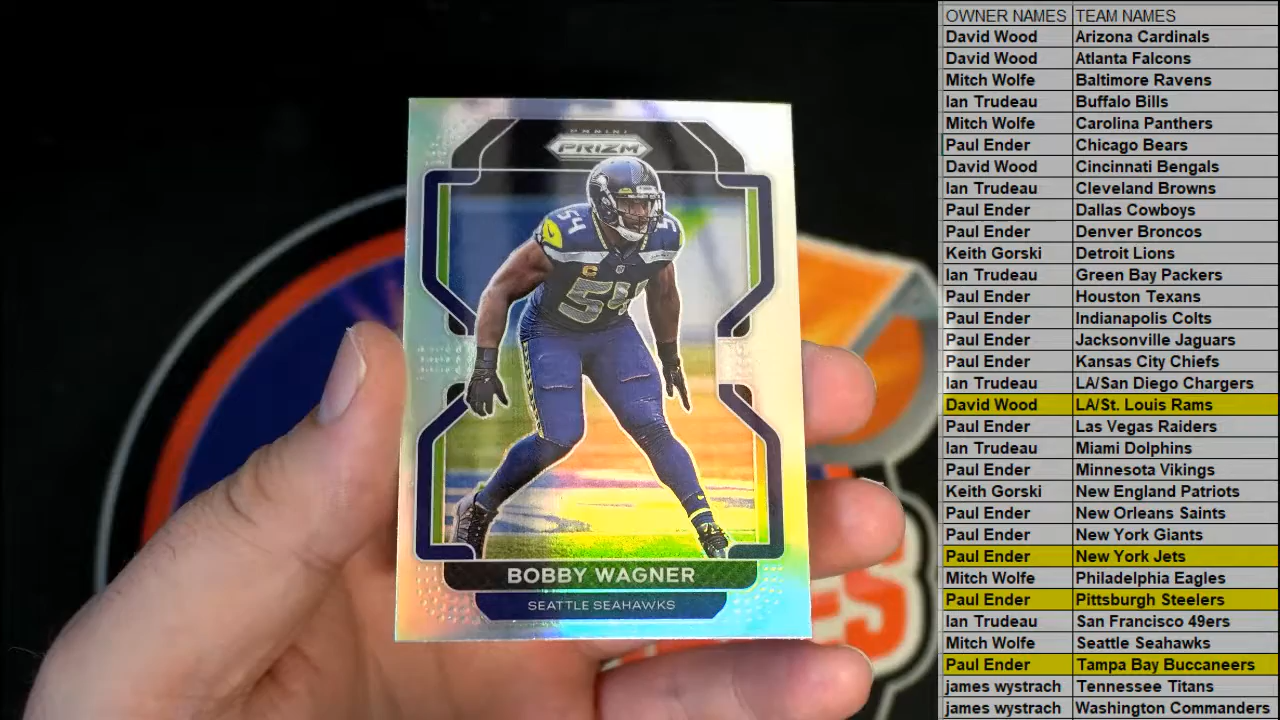 PANINI
PRIZM
54
5
C
54
BOBBY WAGNER
SEATTLE SEAHAWKS
ES
OWNER NAMES TEAM NAMES
David Wood Arizona Cardinals
David Wood Atlanta Falcons
Mitch Wolfe Baltimore Ravens
Ian Trudeau Buffalo Bills
Mitch Wolfe Carolina Panthers
Paul Ender Chicago Bears
David Wood Cincinnati Bengals
Ian Trudeau Cleveland Browns
Paul Ender Dallas Cowboys
Paul Ender Denver Broncos
Keith Gorski Detroit Lions
Ian Trudeau Green Bay Packers
Paul Ender Houston Texans
Paul Ender Indianapolis Colts
Paul Ender Jacksonville Jaguars
Paul Ender Kansas City Chiefs
Ian Trudeau LA/San Diego Chargers
David Wood LA/St. Louis Rams
Paul Ender Las Vegas Raiders
Ian Trudeau Miami Dolphins
Paul Ender Minnesota Vikings
Keith Gorski New England Patriots
Paul Ender New Orleans Saints
Paul Ender New York Giants
Paul Ender New York Jets
Mitch Wolfe Philadelphia Eagles
Paul Ender Pittsburgh Steelers
Ian Trudeau San Francisco 49ers
Mitch Wolfe Seattle Seahawks
Paul Ender Tampa Bay Buccaneers
james wystrach Tennessee Titans
james wystrach Washington Commanders